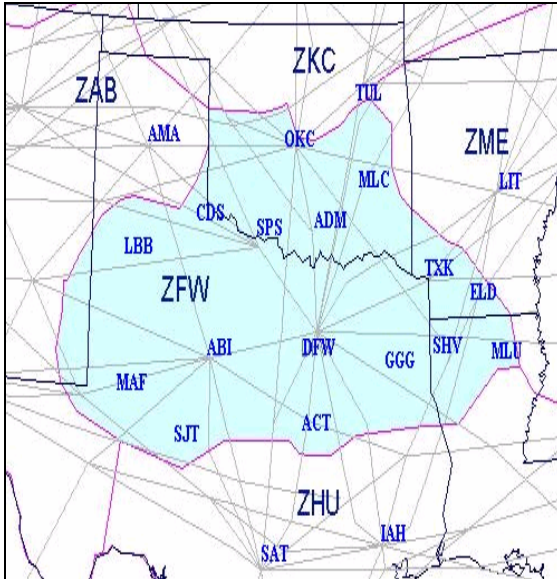 ZKC
ZAB
TUL
AMA
OKC
ZME
MLC
LIT
CDS
SPS
ADM
LBB
TXK
ZFW
ELD
ABI
DFW
SHV
MLU
GGG
MAF
ACT
SJT
ZHU
IAH
SAT